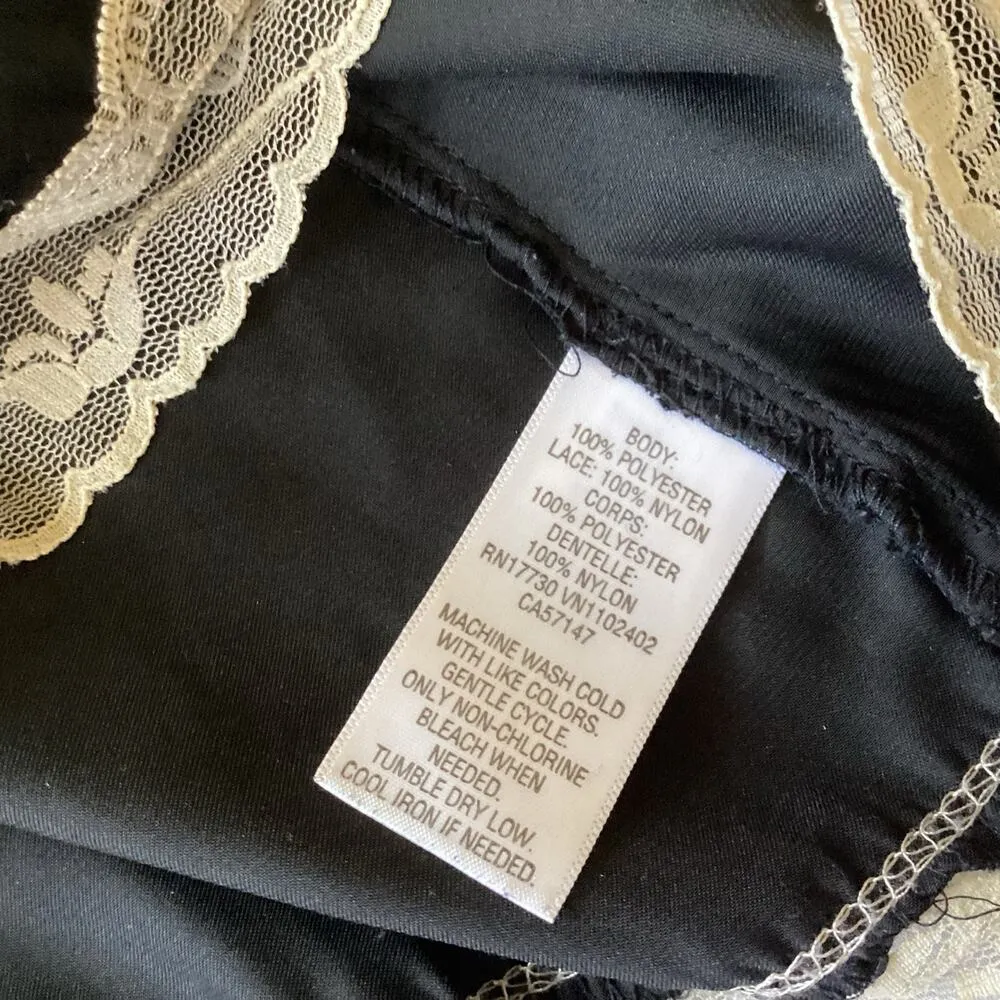 BODY:
100% POLYESTER
LACE: 100% NYLON
CORPS:
100% POLYESTER
DENTELLE:
100% NYLON
RN17730 VN1102402
CA57147
MACHINE WASH COLD
WITH LIKE COLORS.
GENTLE CYCLE.
ONLY NON-CHLORINE
BLEACH WHEN
NEEDED.
TUMBLE DRY LOW.
COOL IRON IF NEEDED.